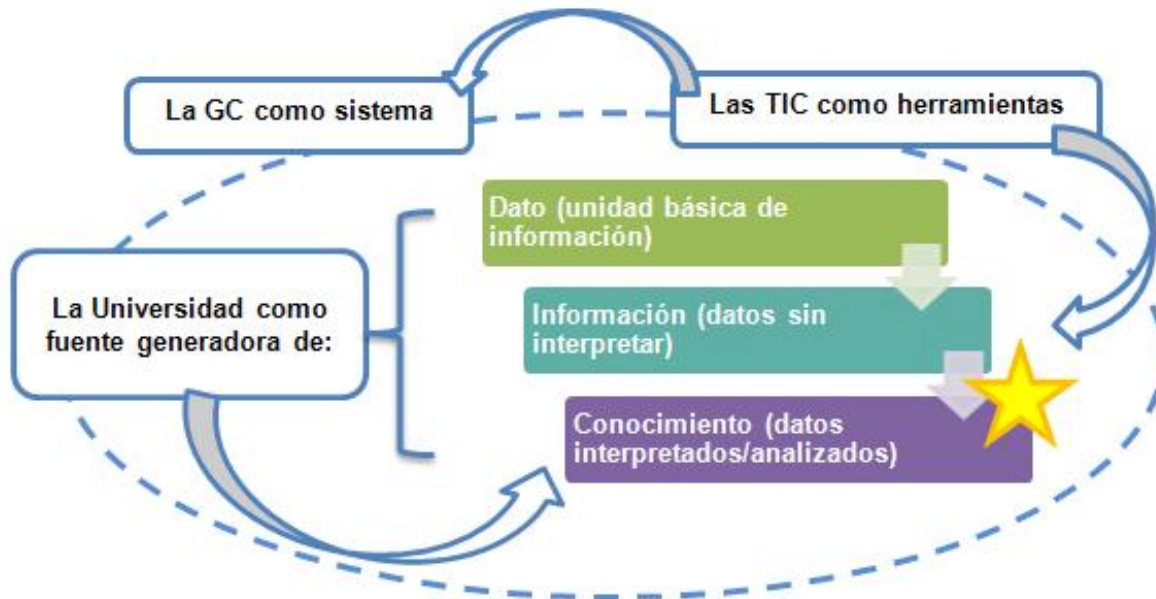 La GC como sistema
Las TIC como herramientas
Dato (unidad básica de
información)
La Universidad como
fuente generadora de:
Información (datos sin
interpretar)
Conocimiento (datos
interpretados/analizados)